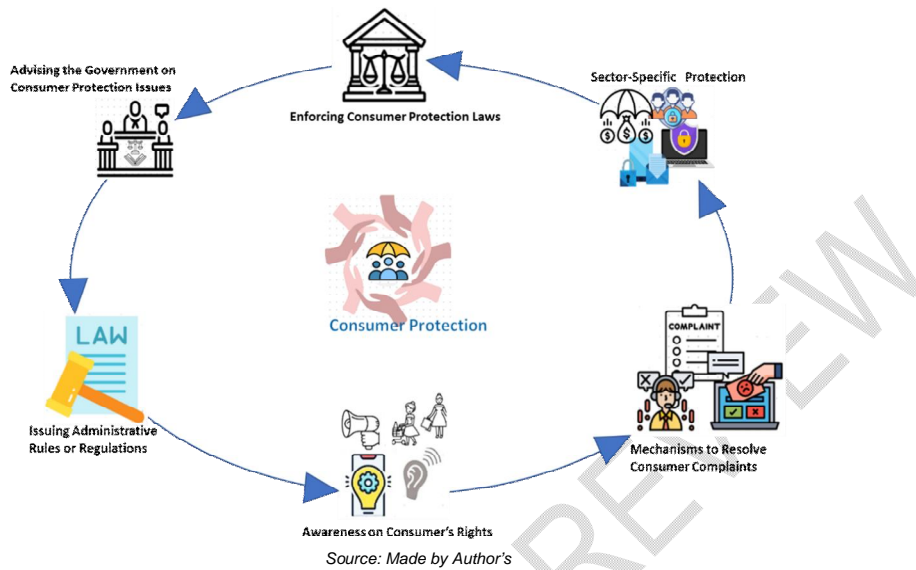 Advising the Government on
Consumer Protection Issues
Enforcing Consumer Protection Laws
Sector-Specific Protection
Consumer Protection
LAW
Issuing Administrative
Rules or Regulations
COMPLAINT
Mechanisms to Resolve
Consumer Complaints
Awareness on Consumer's Rights
Source: Made by Author's
REVIEW